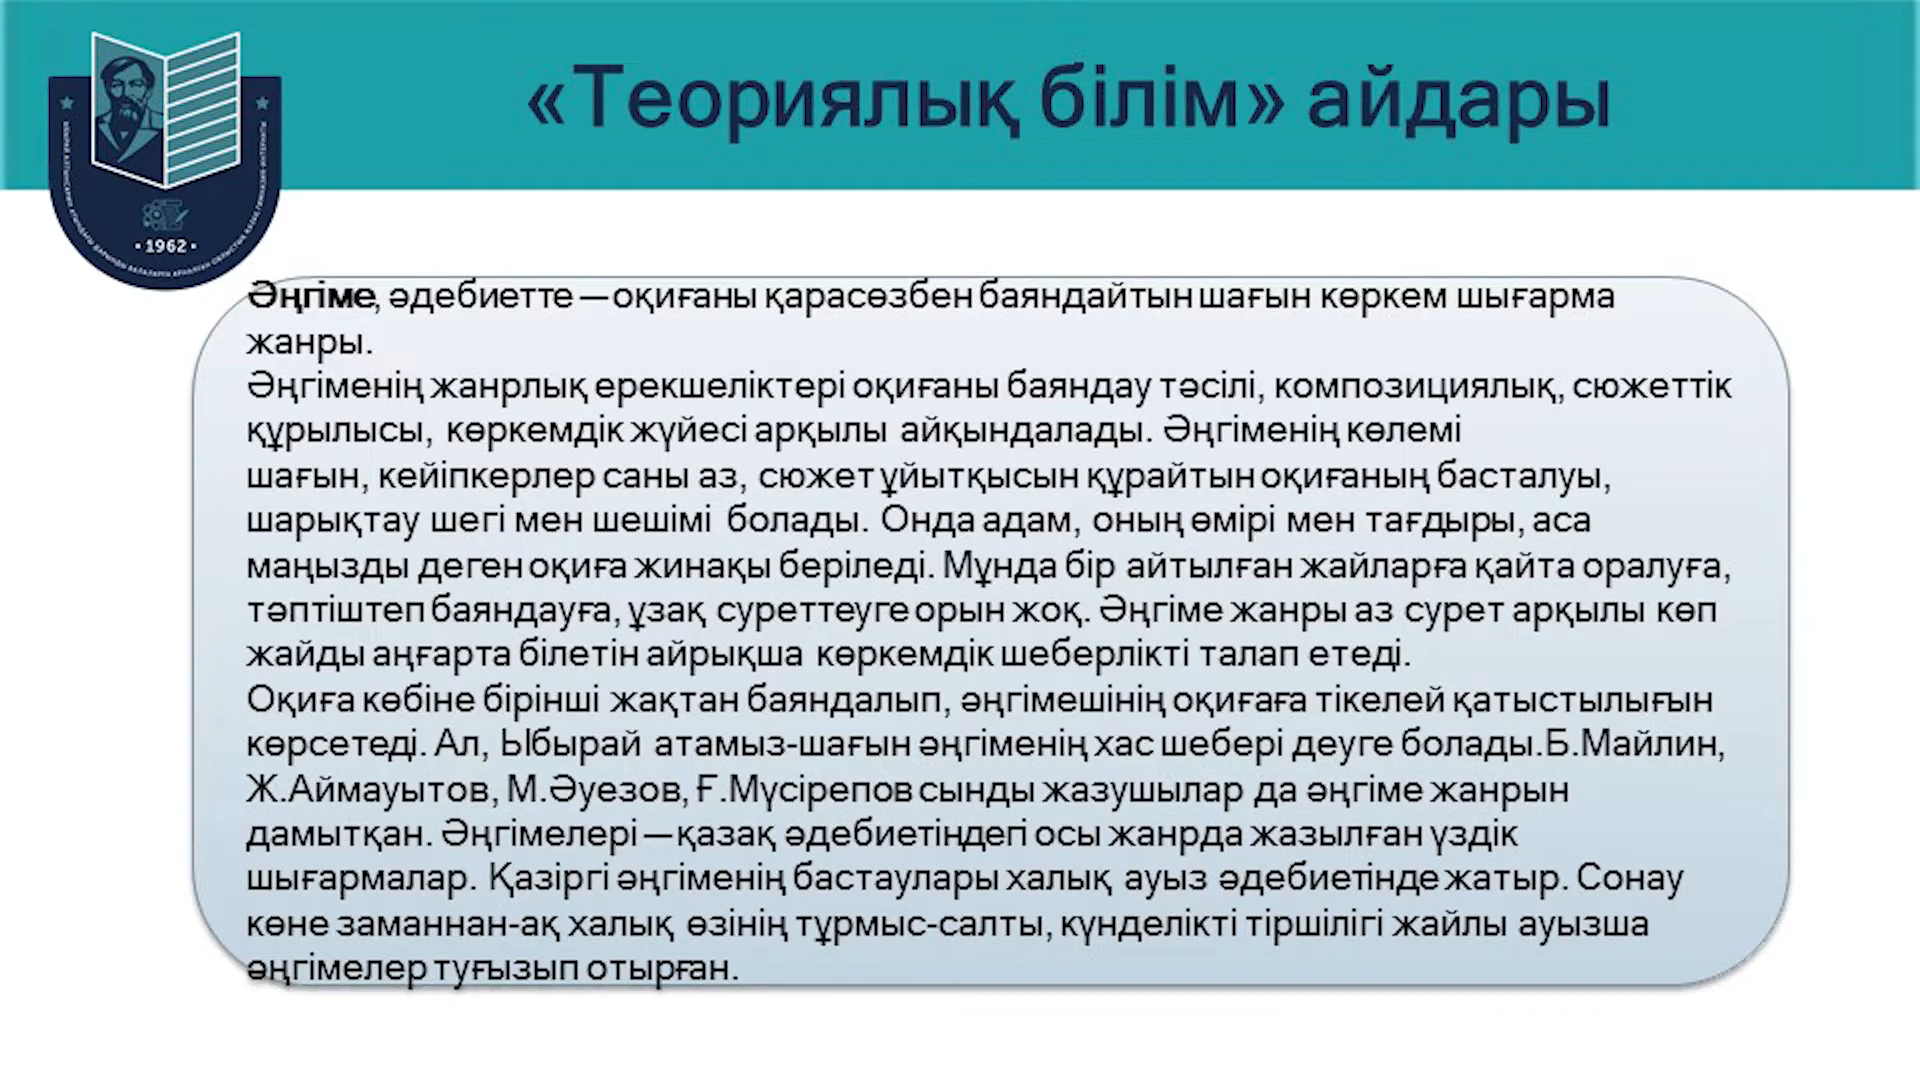 «Теориялық білім» айдары
• 1962 •
Әңгіме, әдебиетте — оқиғаны қарасөзбен баяндайтын шағын көркем шығарма
жанры.
Әңгіменің жанрлық ерекшеліктері оқиғаны баяндау тәсілі, композициялық, сюжеттік
құрылысы, көркемдік жүйесі арқылы айқындалады. Әңгіменің көлемі
шағын, кейіпкерлер саны аз, сюжет ұйытқысын құрайтын оқиғаның басталуы,
шарықтау шегі мен шешімі болады. Онда адам, оның өмірі мен тағдыры, аса
маңызды деген оқиға жинақы беріледі. Мұнда бір айтылған жайларға қайта оралуға,
тәптіштеп баяндауға, ұзақ суреттеуге орын жоқ. Әңгіме жанры аз сурет арқылы көп
жайды аңғарта білетін айрықша көркемдік шеберлікті талап етеді.
Оқиға көбіне бірінші жақтан баяндалып, әңгімешінің оқиғаға тікелей қатыстылығын
көрсетеді. Ал, Ыбырай атамыз-шағын әңгіменің хас шебері деуге болады.Б.Майлин,
Ж.Аймауытов, М.Әуезов, Ғ.Мүсірепов сынды жазушылар да әңгіме жанрын
дамытқан. Әңгімелері — қазақ әдебиетіндегі осы жанрда жазылған үздік
шығармалар. Қазіргі әңгіменің бастаулары халық ауыз әдебиетінде жатыр. Сонау
көне заманнан-ақ халық өзінің тұрмыс-салты, күнделікті тіршілігі жайлы ауызша
әңгімелер туғызып отырған.